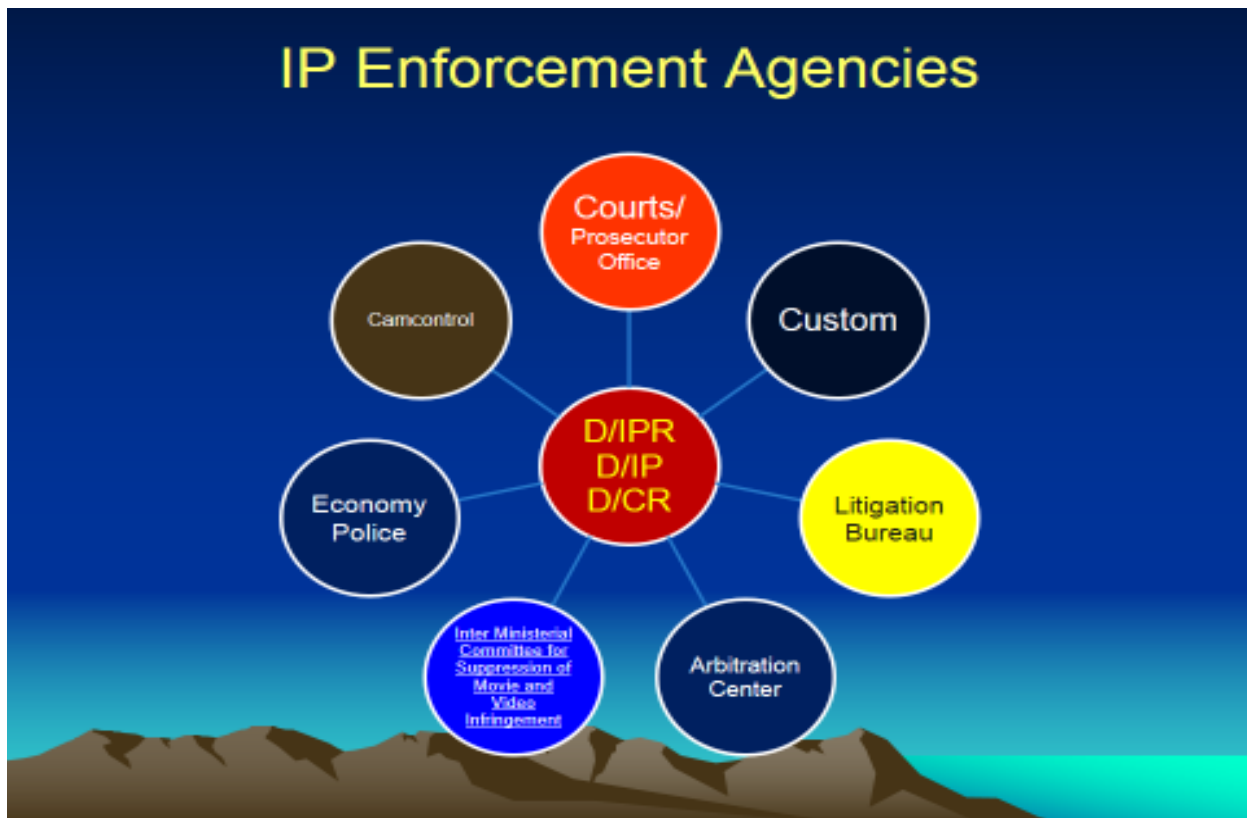 IP Enforcement Agencies
Courts/
Prosecutor
Office
Camcontrol
Custom
D/IPR
D/IP
D/CR
Economy
Police
Litigation
Bureau
Inter Ministerial
Committee for
Suppression of
Movie and
Video
Infringement
Arbitration
Center